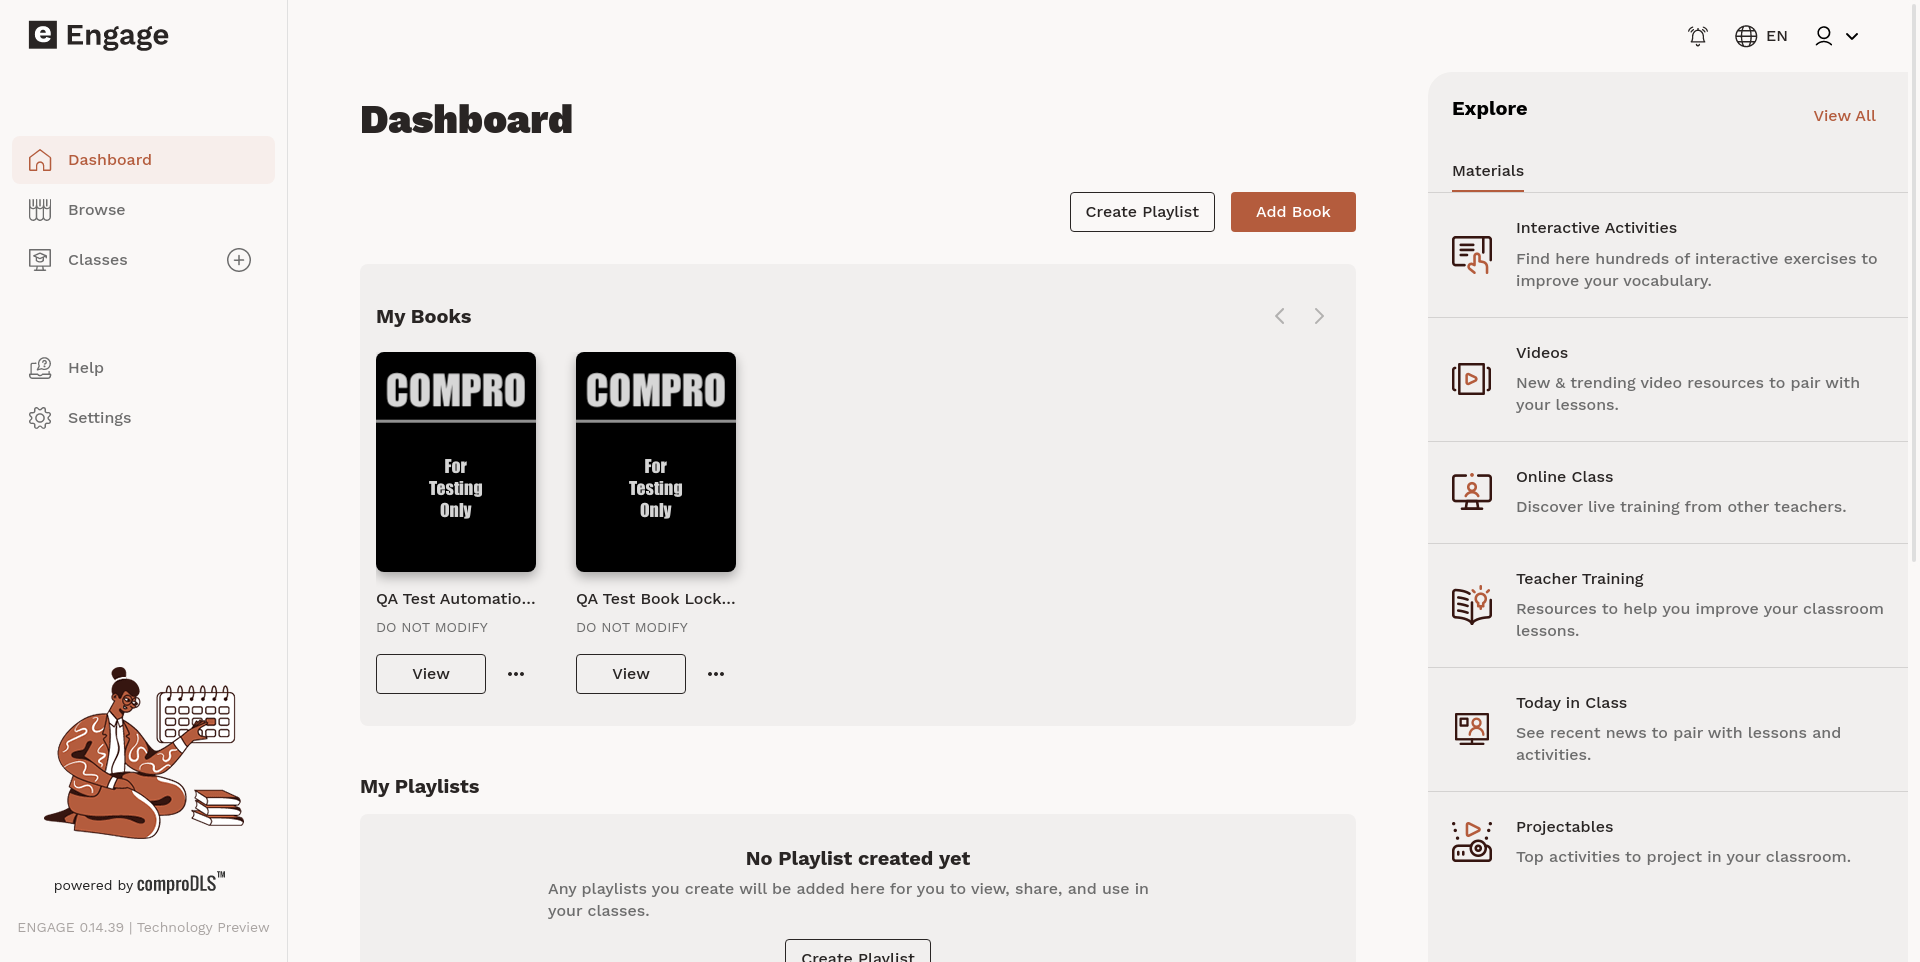 e Engage
EN
Dashboard
Browse
Classes
Help
Settings
powered by comproDLS™
ENGAGE 0.14.39 | Technology Preview
Dashboard
Create Playlist
Add Book
My Books
COMPRO
For
Testing
Only
QA Test Automatio...
DO NOT MODIFY
View
COMPRO
For
Testing
Only
QA Test Book Lock...
DO NOT MODIFY
View
My Playlists
No Playlist created yet
Any playlists you create will be added here for you to view, share, and use in
your classes.
Create Playlist
Explore
View All
Materials
Interactive Activities
Find here hundreds of interactive exercises to
improve your vocabulary.
Videos
New & trending video resources to pair with
your lessons.
Online Class
Discover live training from other teachers.
Teacher Training
Resources to help you improve your classroom
lessons.
Today in Class
See recent news to pair with lessons and
activities.
Projectables
Top activities to project in your classroom.